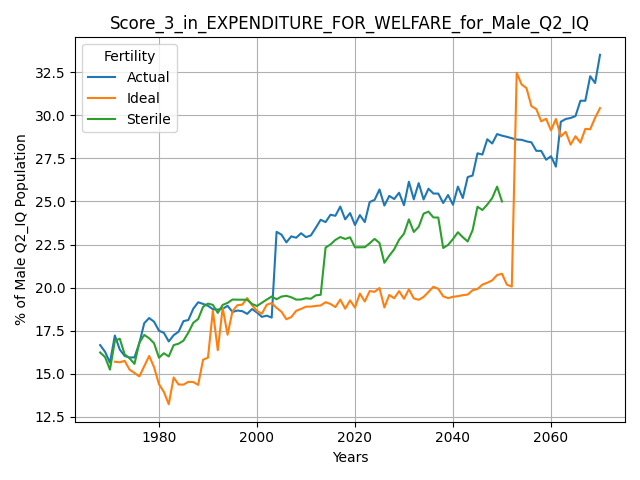 Score_3_in_EXPENDITURE_FOR_WELFARE_for_Male_Q2_IQ
Fertility
Actual
Ideal
Sterile
% of Male Q2_IQ Population
32.5
30.0
27.5
25.0
22.5
20.0
17.5
15.0
12.5
1980
2000
2020
2040
2060
Years